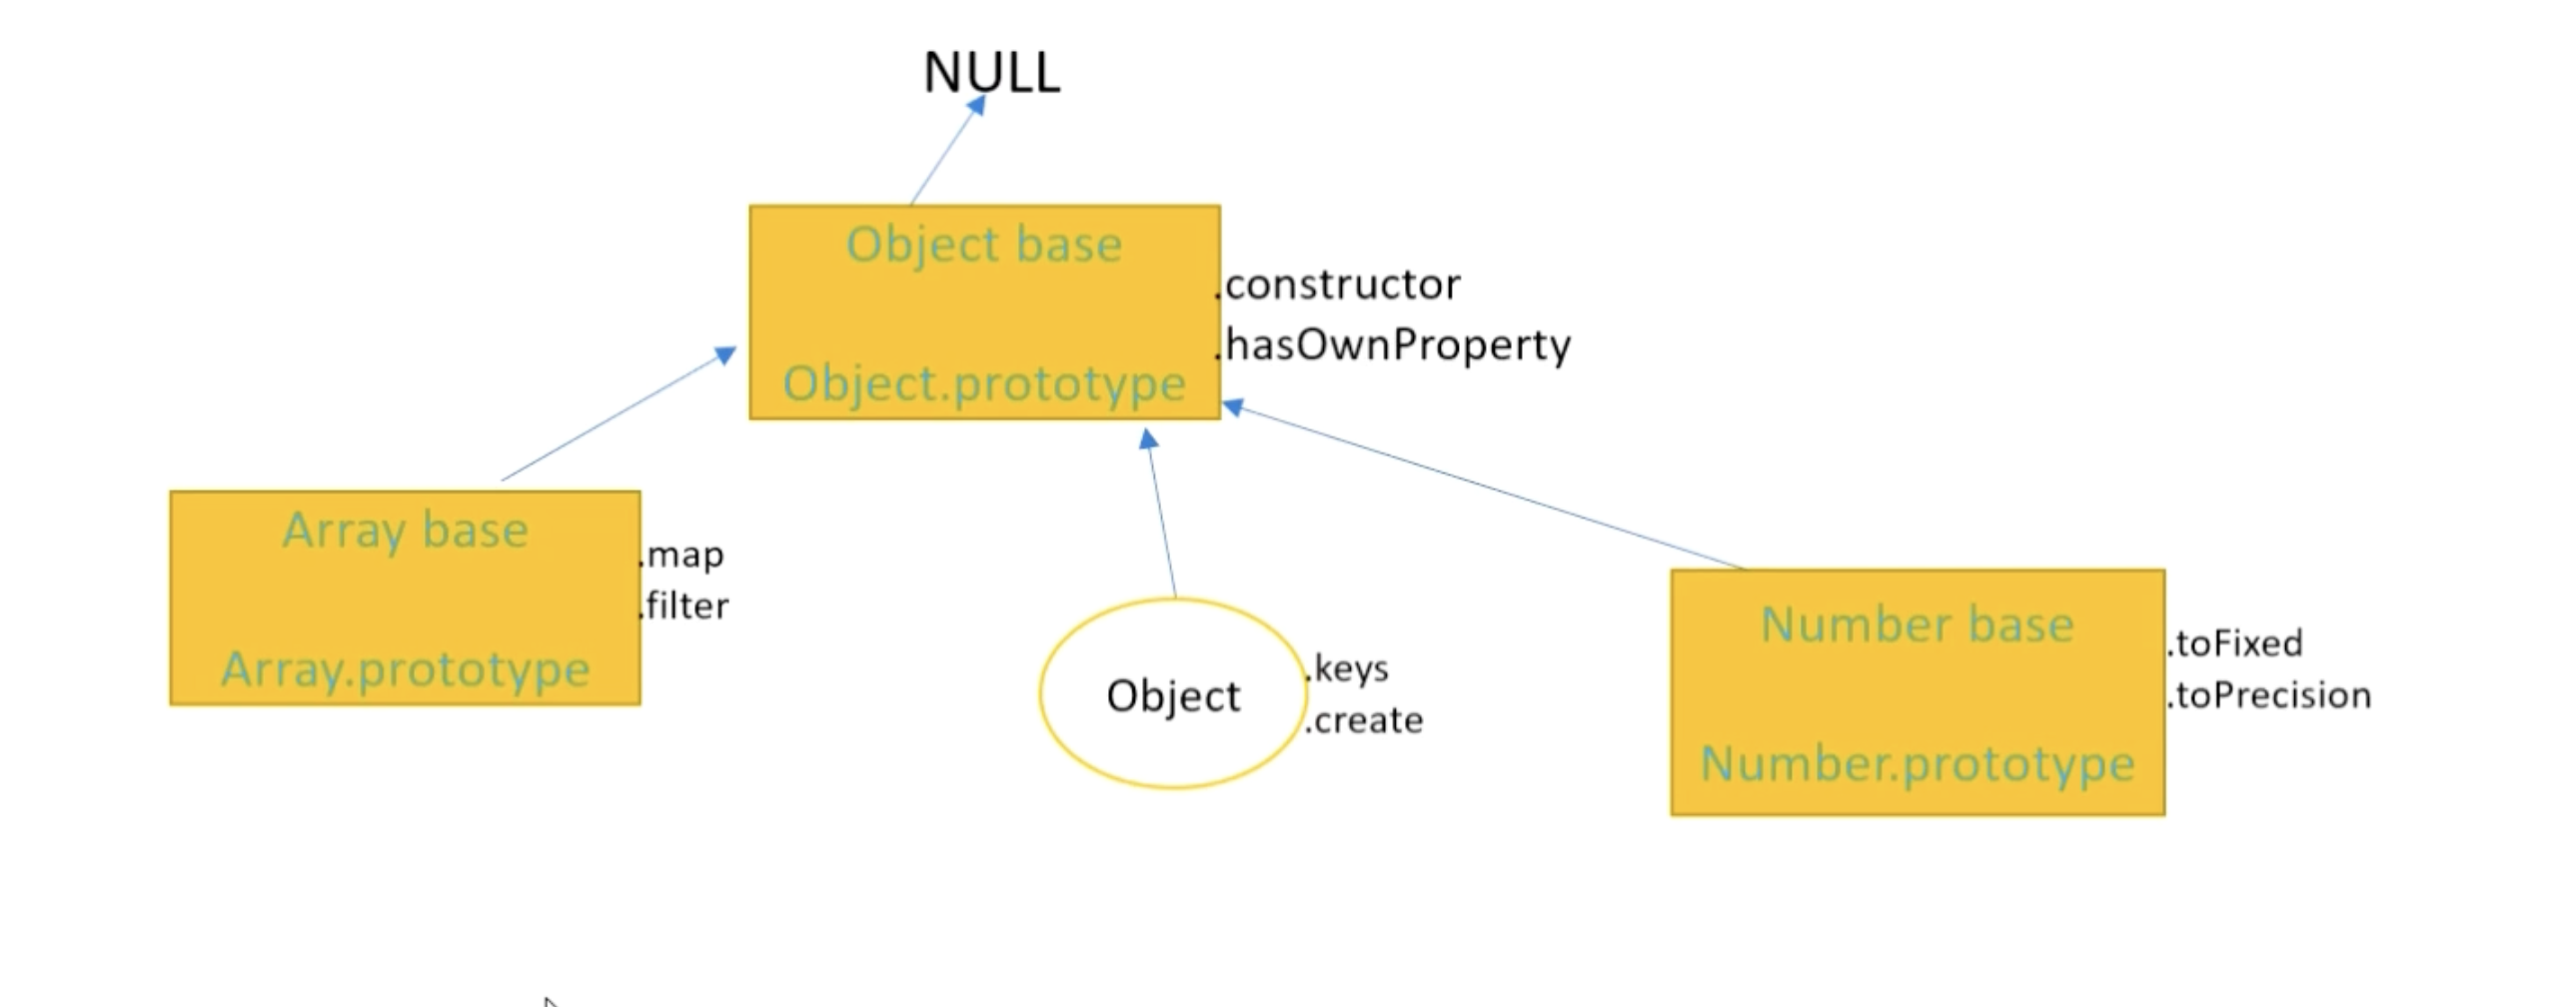 NULL
Object base
Object.prototype
.constructor
.hasOwnProperty
Array base
Array.prototype
.map
.filter
Object
.keys
.create
Number base
Number.prototype
.toFixed
.toPrecision